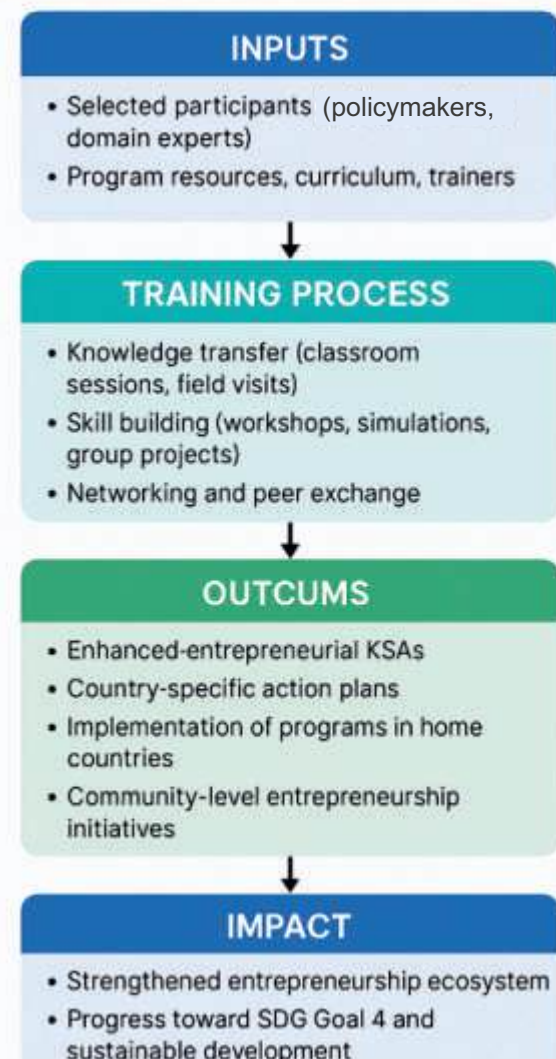 INPUTS
• Selected participants (policymakers,
domain experts)
• Program resources, curriculum, trainers
TRAINING PROCESS
• Knowledge transfer (classroom
sessions, field visits)
• Skill building (workshops, simulations,
group projects)
• Networking and peer exchange
OUTCUMS
• Enhanced-entrepreneurial KSAs
• Country-specific action plans
• Implementation of programs in home
countries
• Community-level entrepreneurship
initiatives
IMPACT
• Strengthened entrepreneurship ecosystem
• Progress toward SDG Goal 4 and
sustainable development